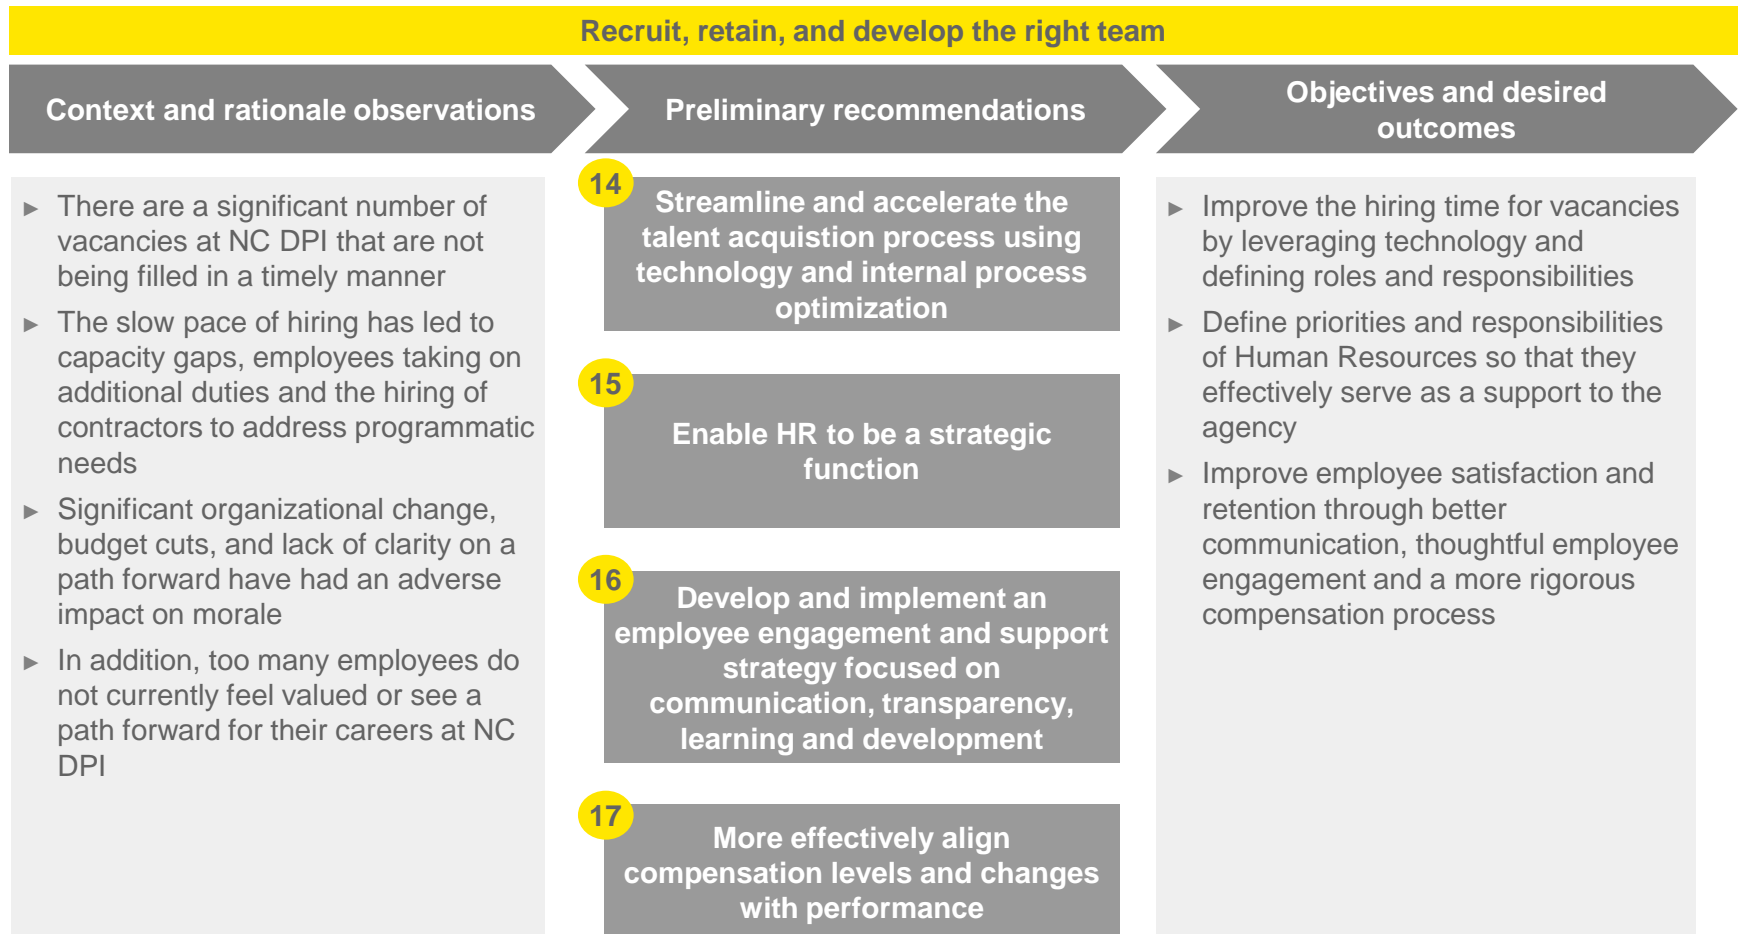 Recruit, retain, and develop the right team
Context and rationale observations
Preliminary recommendations
Objectives and desired
outcomes
► There are a significant number of
vacancies at NC DPI that are not
being filled in a timely manner
► The slow pace of hiring has led to
capacity gaps, employees taking on
additional duties and the hiring of
contractors to address programmatic
needs
► Significant organizational change,
budget cuts, and lack of clarity on a
path forward have had an adverse
impact on morale
► In addition, too many employees do
not currently feel valued or see a
path forward for their careers at NC
DPI
14
Streamline and accelerate the
talent acquistion process using
technology and internal process
optimization
15
Enable HR to be a strategic
function
16
Develop and implement an
employee engagement and support
strategy focused on
communication, transparency,
learning and development
17
More effectively align
compensation levels and changes
with performance
► Improve the hiring time for vacancies
by leveraging technology and
defining roles and responsibilities
► Define priorities and responsibilities
of Human Resources so that they
effectively serve as a support to the
agency
► Improve employee satisfaction and
retention through better
communication, thoughtful employee
engagement and a more rigorous
compensation process